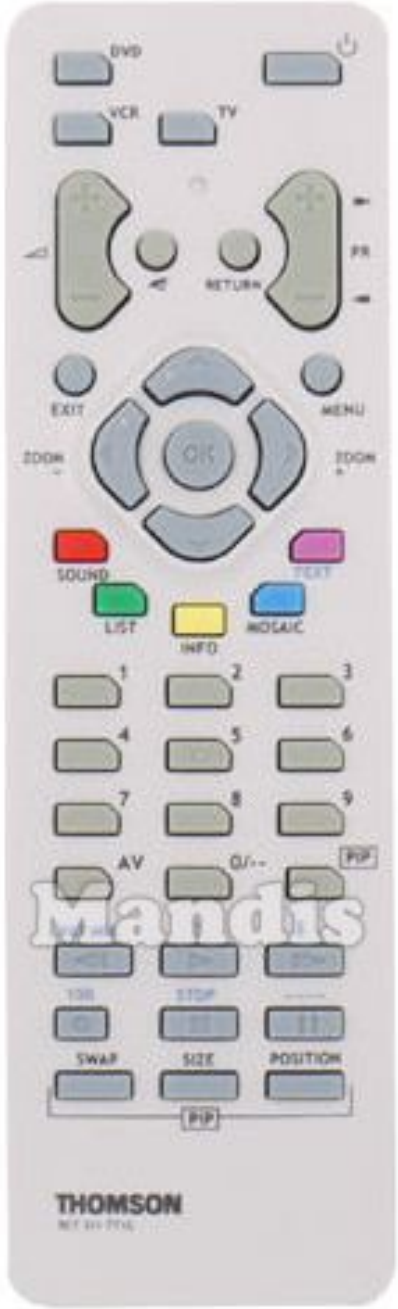 DVD
VCR TV
PR
RETURN
EXIT MENU
OK
ZOOM - ZOOM +
SOUND TEXT
LIST MOSAIC
INFO
1 2 3
4 5 6
7 8 9
AV 0/-- PIP
Mandis
STOP
SWAP SIZE POSITION
PIP
THOMSON